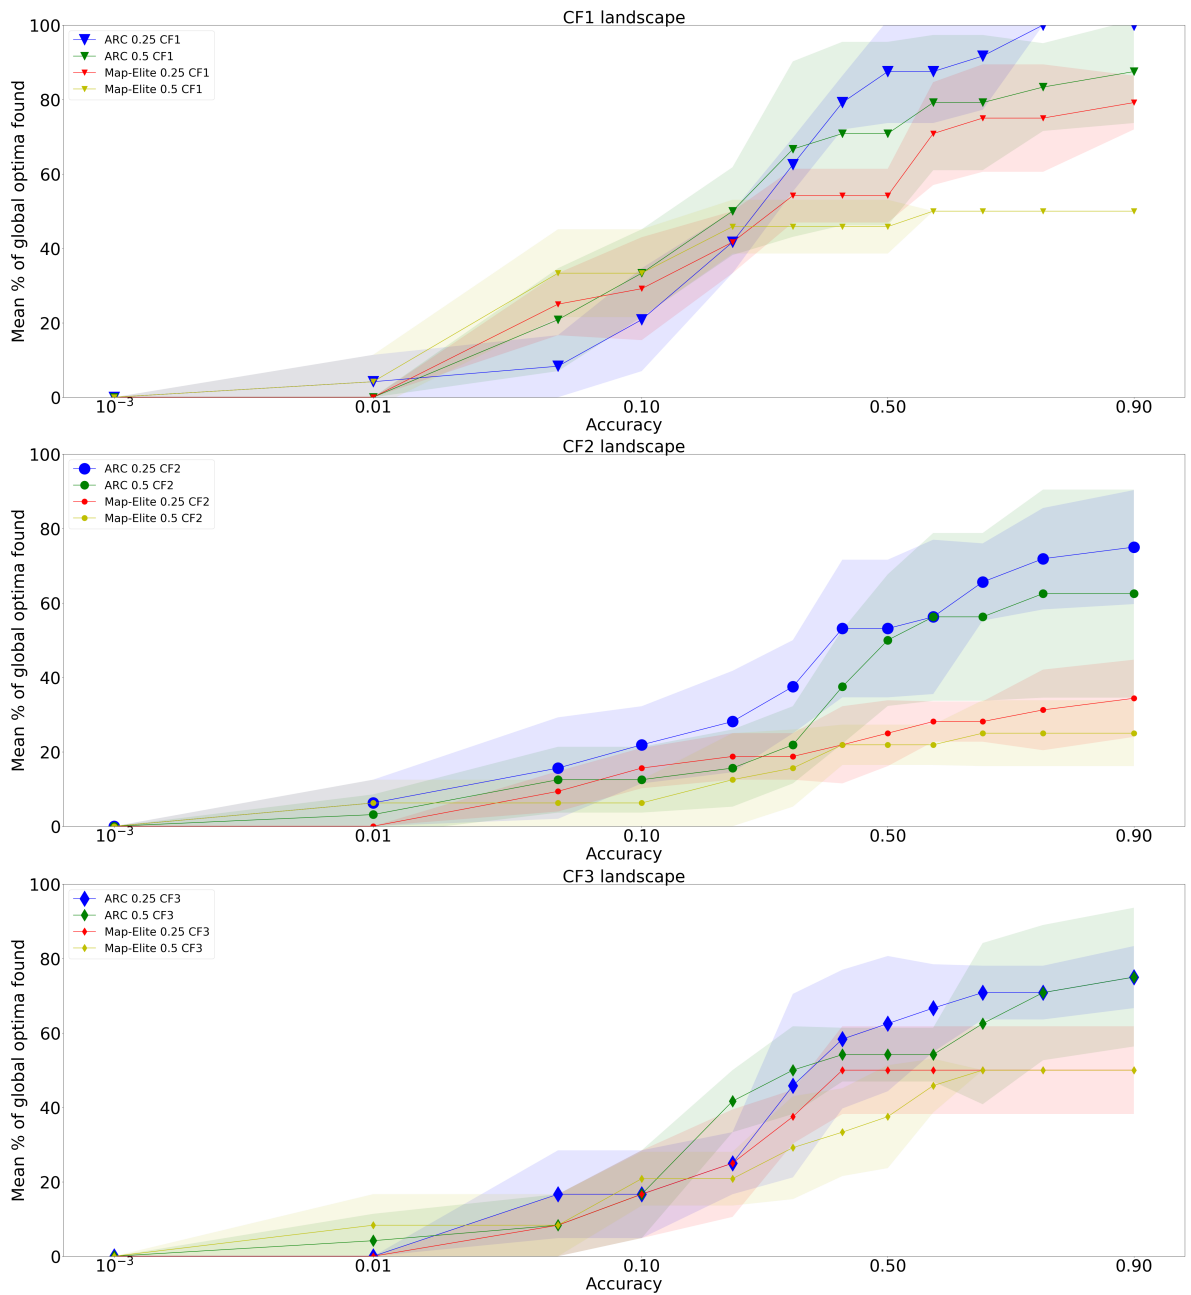 CF1 landscape
ARC 0.25 CF1
ARC 0.5 CF1
Map-Elite 0.25 CF1
Map-Elite 0.5 CF1
Mean % of global optima found
100
80
60
40
20
0
10⁻³ 0.01 0.10 0.50 0.90
Accuracy
CF2 landscape
ARC 0.25 CF2
ARC 0.5 CF2
Map-Elite 0.25 CF2
Map-Elite 0.5 CF2
Mean % of global optima found
100
80
60
40
20
0
10⁻³ 0.01 0.10 0.50 0.90
Accuracy
CF3 landscape
ARC 0.25 CF3
ARC 0.5 CF3
Map-Elite 0.25 CF3
Map-Elite 0.5 CF3
Mean % of global optima found
100
80
60
40
20
0
10⁻³ 0.01 0.10 0.50 0.90
Accuracy